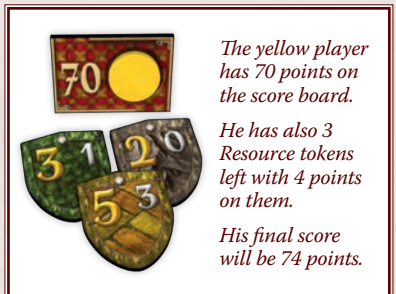 70
The yellow player
has 70 points on
the score board.
3 1
2 0
5 3
He has also 3
Resource tokens
left with 4 points
on them.
His final score
will be 74 points.